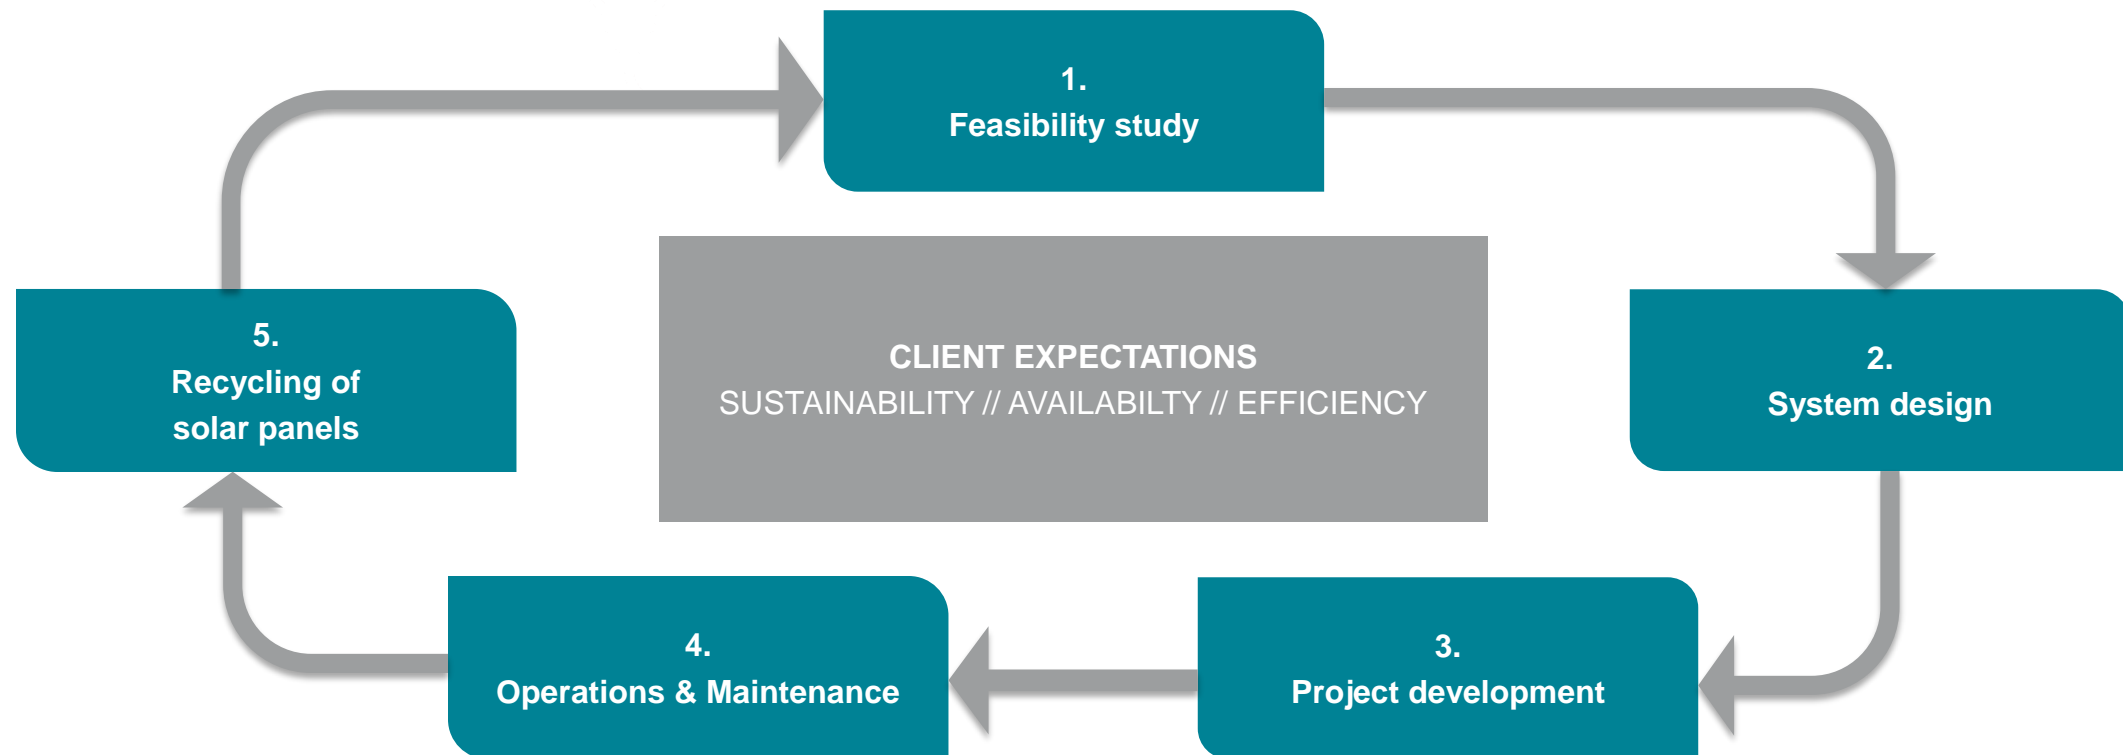 1.
Feasibility study
CLIENT EXPECTATIONS
SUSTAINABILITY // AVAILABILTY // EFFICIENCY
5.
Recycling of
solar panels
2.
System design
4.
Operations & Maintenance
3.
Project development